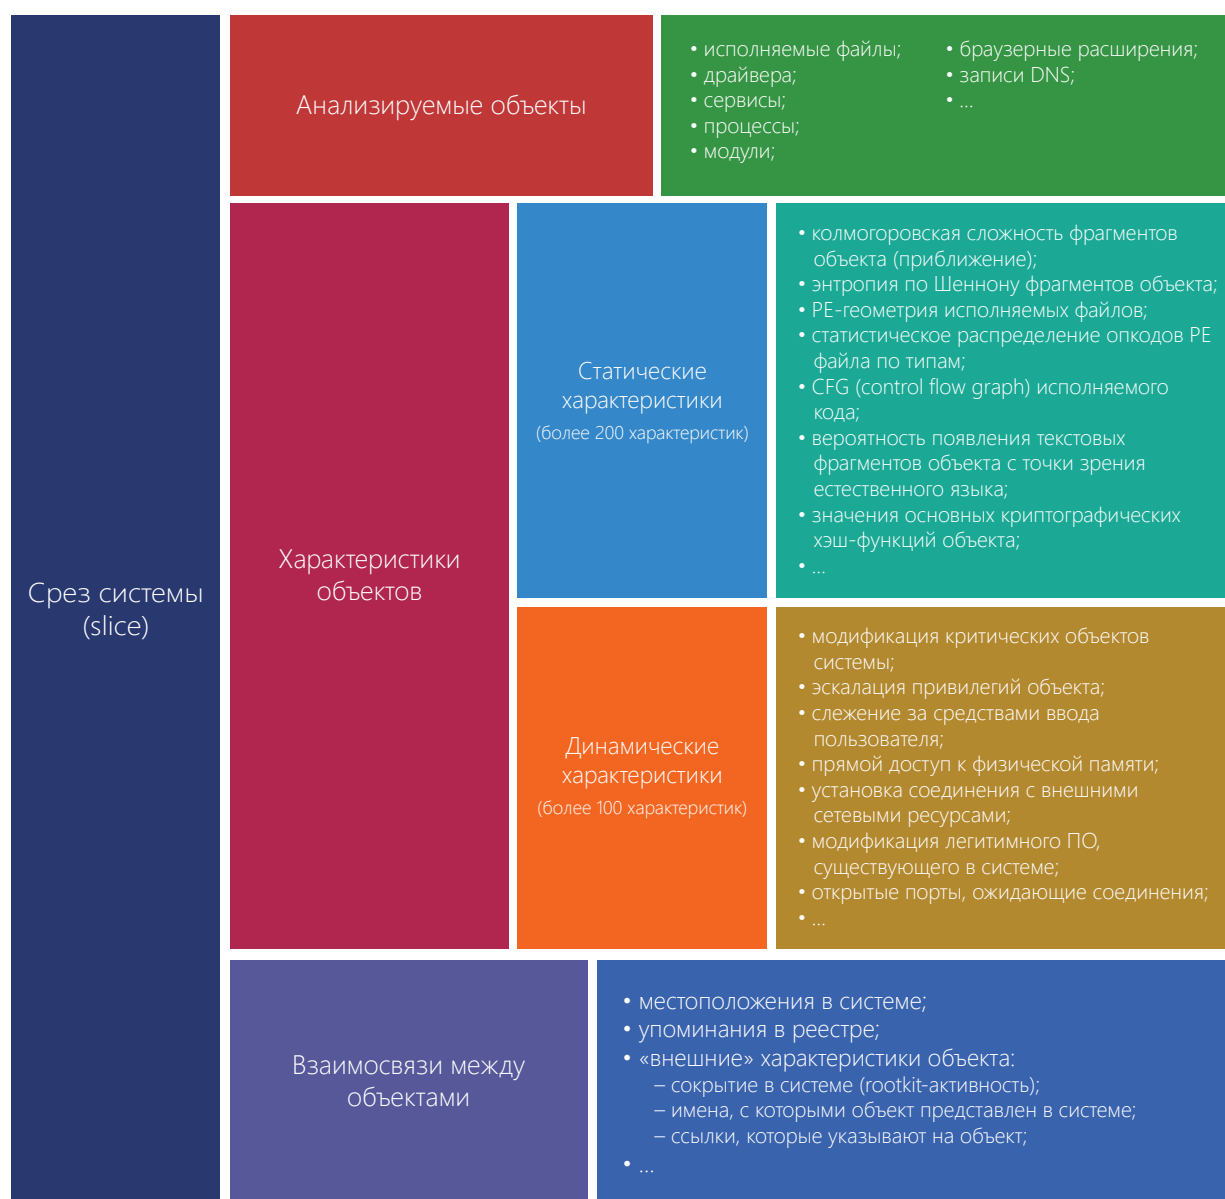 Срез системы
(slice)
Анализируемые объекты
• исполняемые файлы;
• драйвера;
• сервисы;
• процессы;
• модули;
• браузерные расширения;
• записи DNS;
• ...
Характеристики
объектов
Статические
характеристики
(более 200 характеристик)
• колмогоровская сложность фрагментов
объекта (приближение);
• энтропия по Шеннону фрагментов объекта;
• PE-геометрия исполняемых файлов;
• статистическое распределение опкодов PE
файла по типам;
• CFG (control flow graph) исполняемого
кода;
• вероятность появления текстовых
фрагментов объекта с точки зрения
естественного языка;
• значения основных криптографических
хэш-функций объекта;
• ...
Динамические
характеристики
(более 100 характеристик)
• модификация критических объектов
системы;
• эскалация привилегий объекта;
• слежение за средствами ввода
пользователя;
• прямой доступ к физической памяти;
• установка соединения с внешними
сетевыми ресурсами;
• модификация легитимного ПО,
существующего в системе;
• открытые порты, ожидающие соединения;
• ...
Взаимосвязи между
объектами
• местоположения в системе;
• упоминания в реестре;
• «внешние» характеристики объекта:
– сокрытие в системе (rootkit-активность);
– имена, с которыми объект представлен в системе;
– ссылки, которые указывают на объект;
• ...